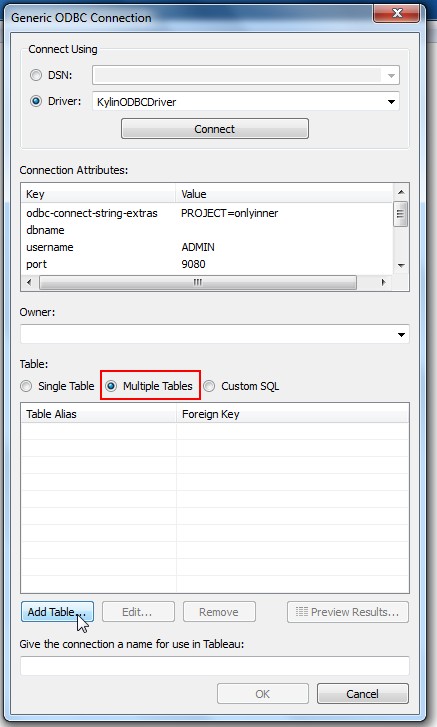 Generic ODBC Connection
Connect Using
DSN:
Driver: KylinODBCDriver
Connect
Connection Attributes:
Key Value
odbc-connect-string-extras PROJECT=onlyinner
dbname
username ADMIN
port 9080
Owner:
Table:
Single Table Multiple Tables Custom SQL
Table Alias Foreign Key
Add Table... Edit... Remove Preview Results...
Give the connection a name for use in Tableau:
OK Cancel